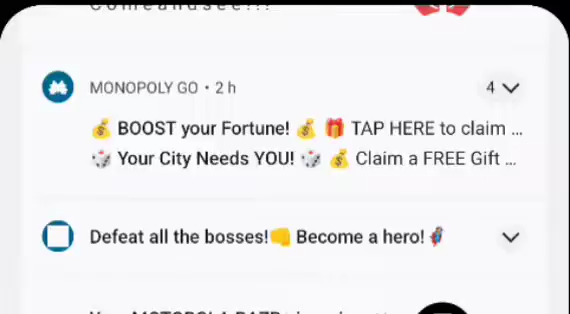 C o m e a n d s e e ! ! !
MONOPOLY GO • 2 h
4
💰 BOOST your Fortune! 💰 🎁 TAP HERE to claim ...
🎲 Your City Needs YOU! 🎲 💰 Claim a FREE Gift ...
Defeat all the bosses!👊 Become a hero!🦸